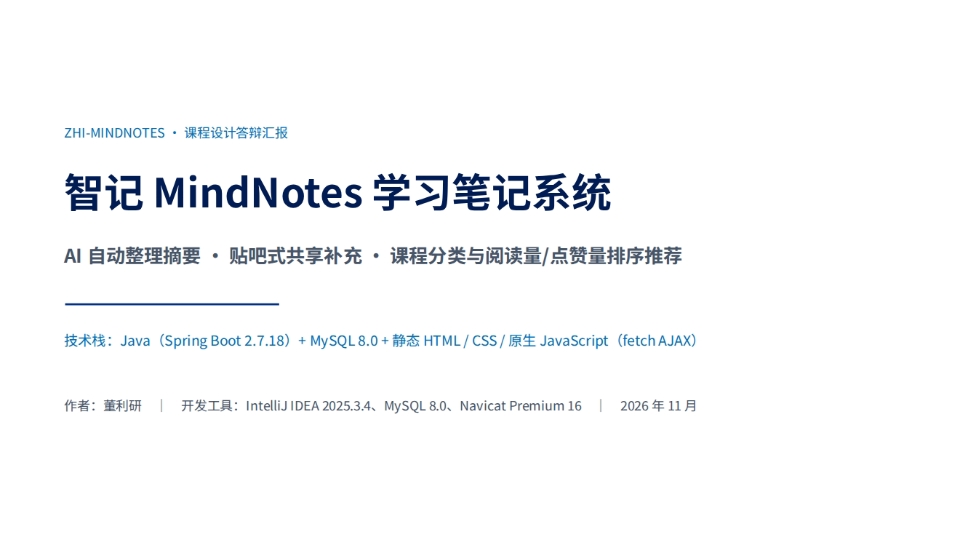 ZHI-MINDNOTES · 课程设计答辩汇报
智记 MindNotes 学习笔记系统
AI 自动整理摘要 · 贴吧式共享补充 · 课程分类与阅读量/点赞量排序推荐
技术栈：Java（Spring Boot 2.7.18）+ MySQL 8.0 + 静态 HTML / CSS / 原生 JavaScript（fetch AJAX）
作者：董利研 ｜ 开发工具：IntelliJ IDEA 2025.3.4、MySQL 8.0、Navicat Premium 16 ｜ 2026 年 11 月